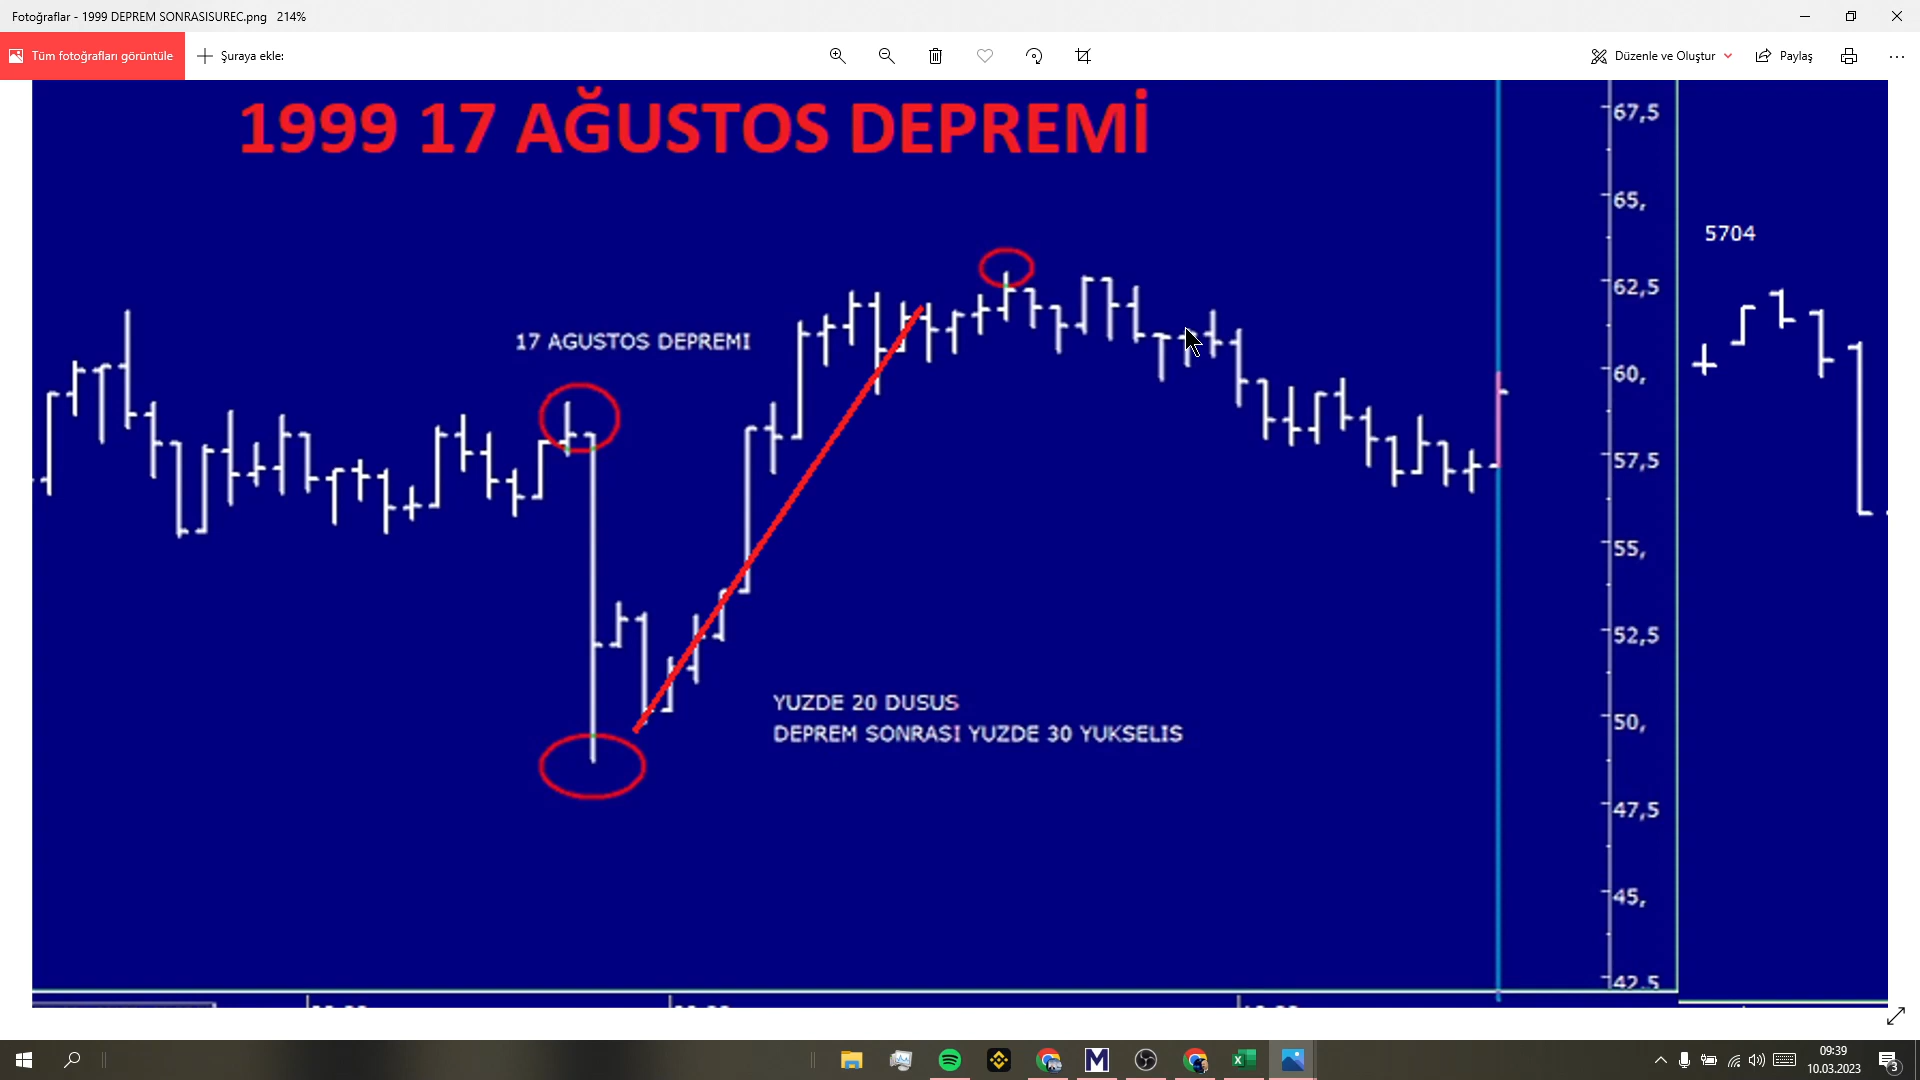 Fotoğraflar - 1999 DEPREM SONRASISUREC.png 214%
Tüm fotoğrafları görüntüle
Şuraya ekle:
Düzenle ve Oluştur
Paylaş
1999 17 AĞUSTOS DEPREMİ
67,5
65,
5704
62,5
17 AGUSTOS DEPREMI
60,
57,5
55,
52,5
YUZDE 20 DUSUS
50,
DEPREM SONRASI YUZDE 30 YUKSELIS
47,5
45,
42,5
09:39
10.03.2023
3